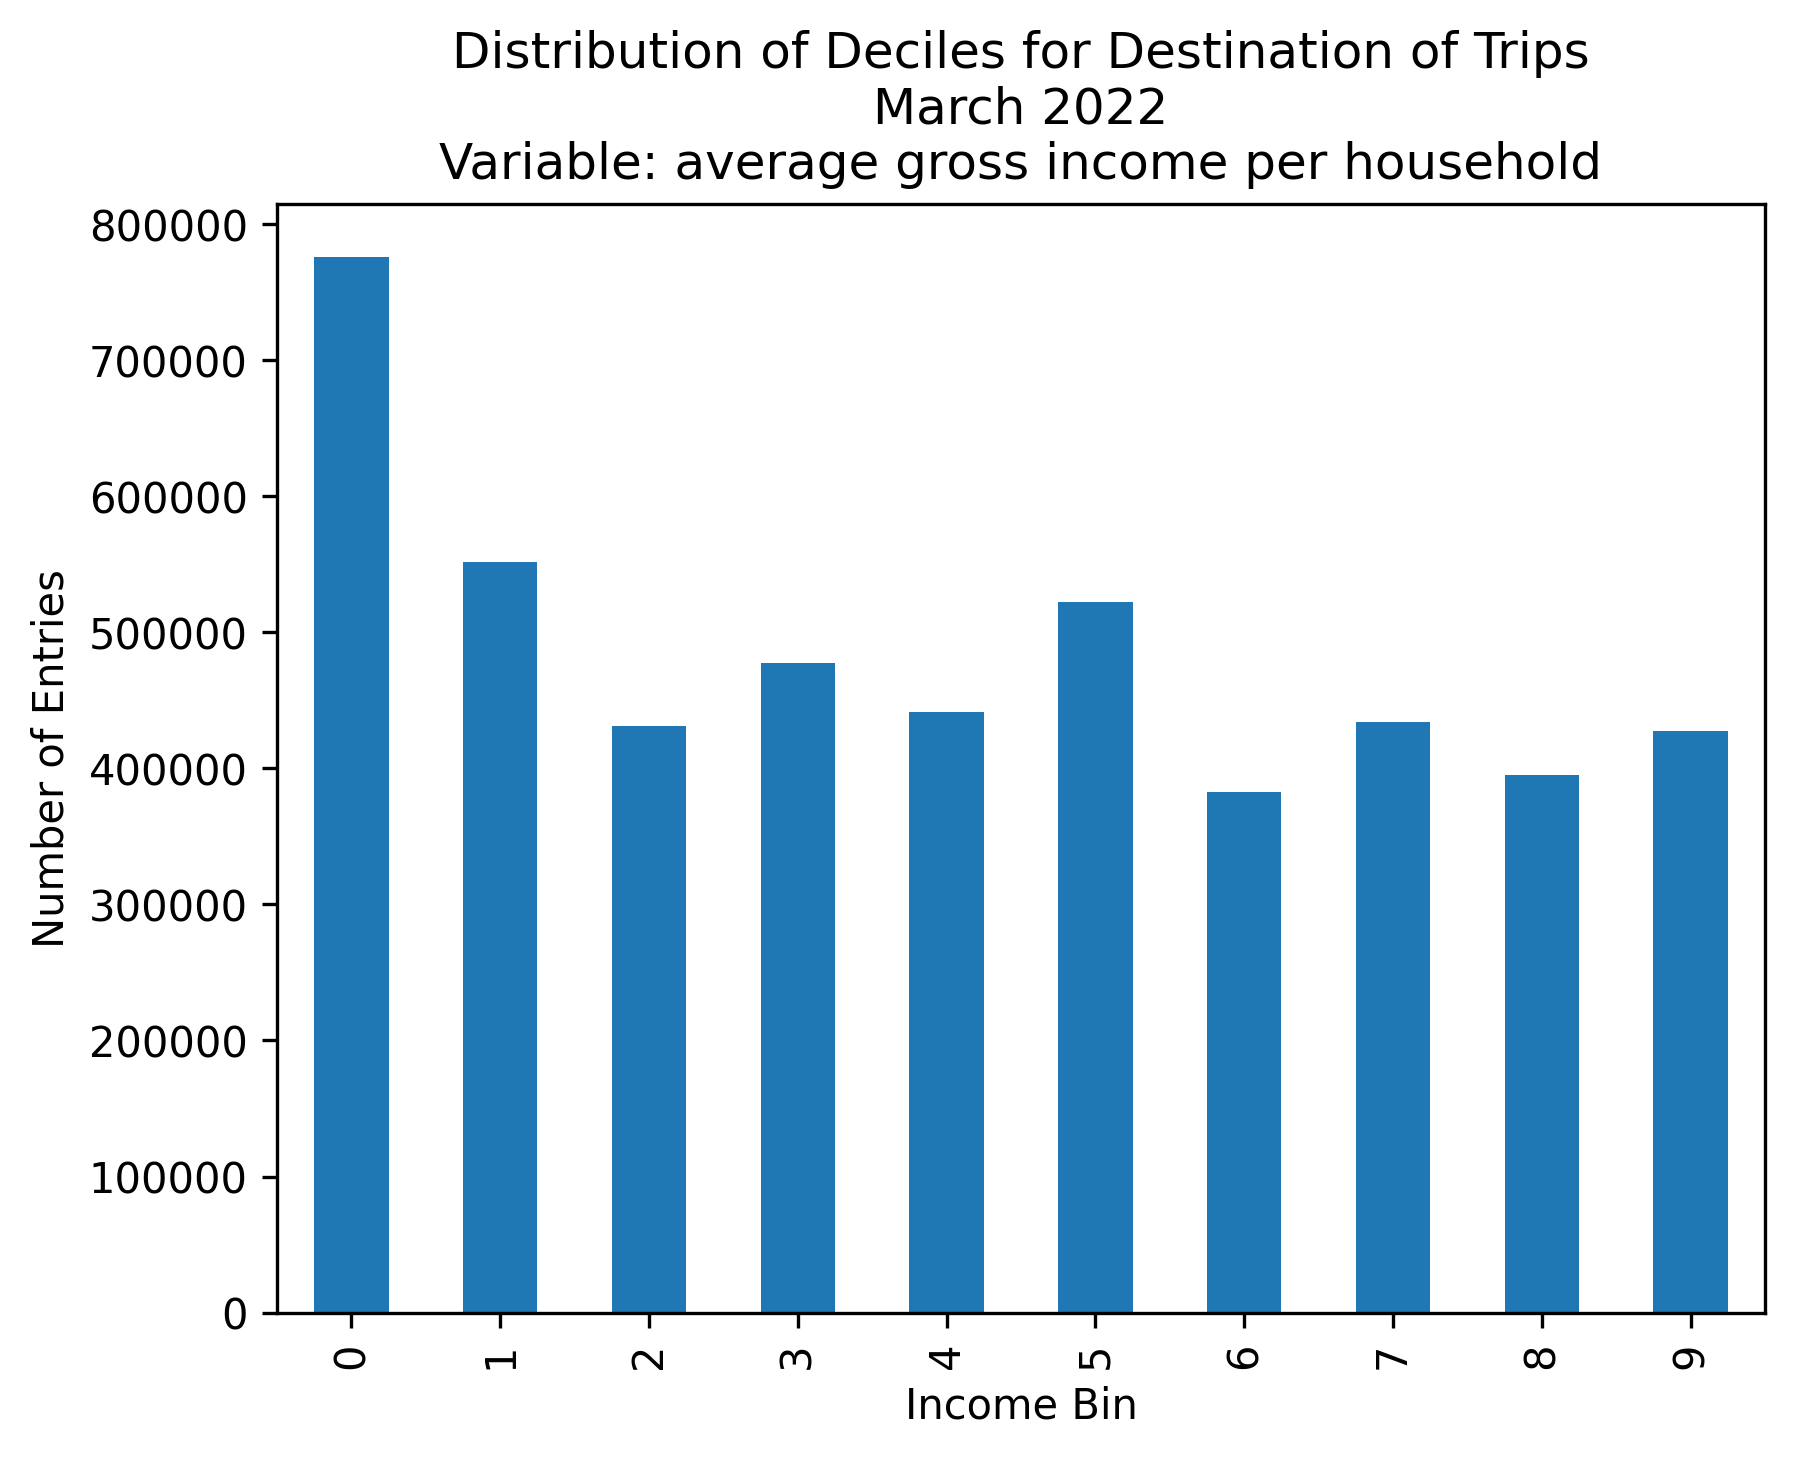 Distribution of Deciles for Destination of Trips
March 2022
Variable: average gross income per household
800000
700000
600000
500000
400000
300000
200000
100000
0
Number of Entries
0 1 2 3 4 5 6 7 8 9
Income Bin